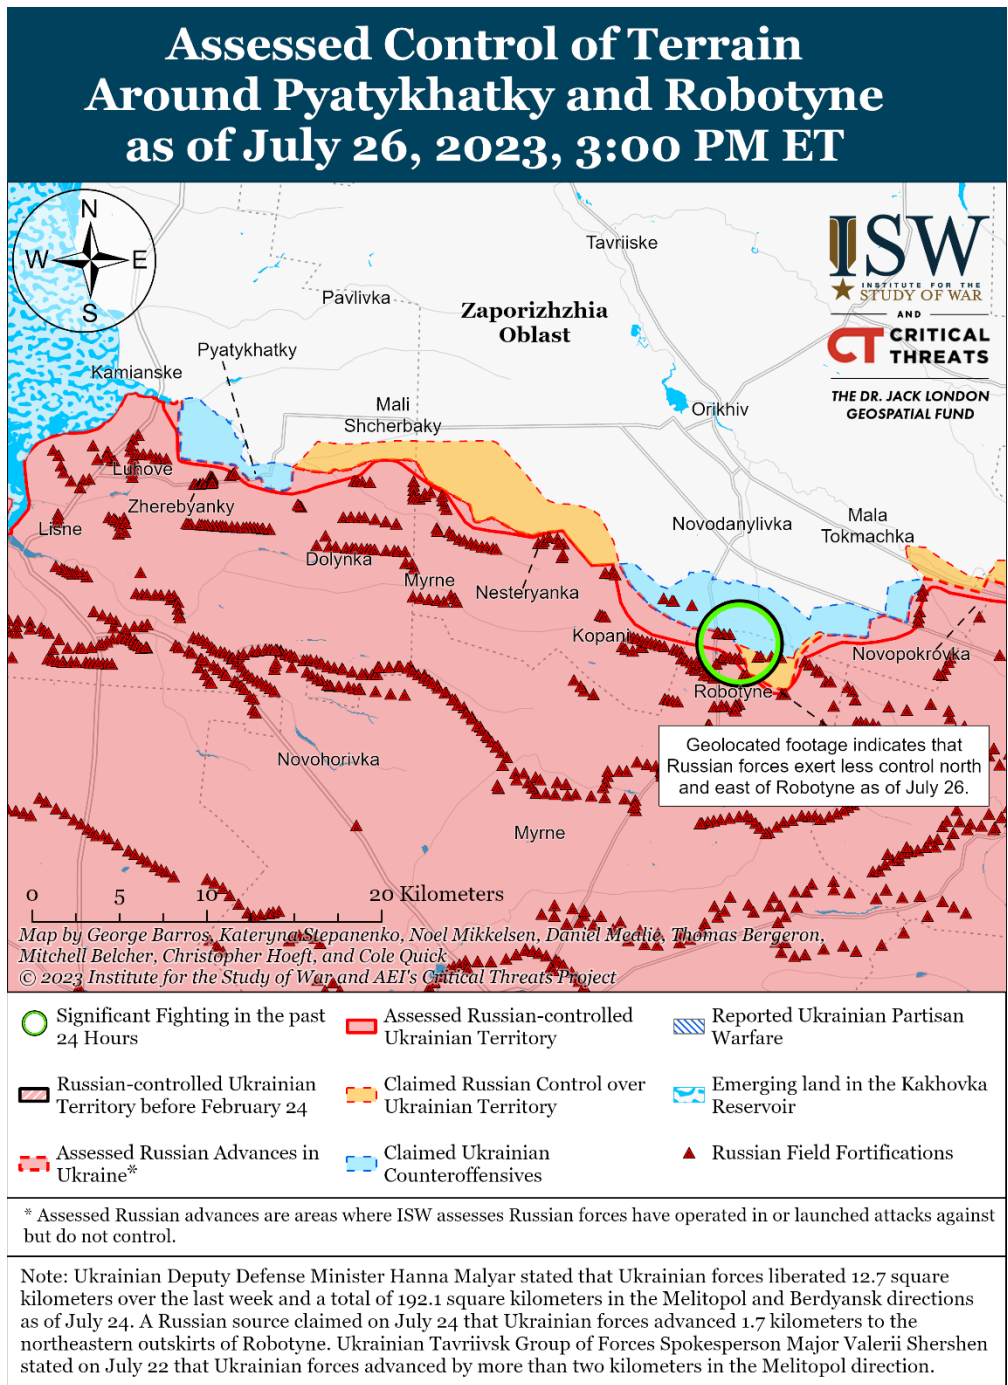 Assessed Control of Terrain
Around Pyatykhatky and Robotyne
as of July 26, 2023, 3:00 PM ET
N
W
E
S
Tavriiske
Pavlivka
Zaporizhzhia
Oblast
ISW
INSTITUTE FOR THE
STUDY OF WAR
AND
CT CRITICAL
THREATS
THE DR. JACK LONDON
GEOSPATIAL FUND
Pyatykhatky
Kamianske
Mali
Shcherbaky
Orikhiv
Luhove
Zherebyanky
Lisne
Novodanylivka
Mala
Tokmachka
Dolynka
Myrne
Nesteryanka
Kopani
Novopokrovka
Robotyne
Geolocated footage indicates that
Russian forces exert less control north
and east of Robotyne as of July 26.
Novohorivka
Myrne
0 5 10 20 Kilometers
Map by George Barros, Kateryna Stepanenko, Noel Mikkelsen, Daniel Mealie, Thomas Bergeron,
Mitchell Belcher, Christopher Hoeft, and Cole Quick
© 2023 Institute for the Study of War and AEI's Critical Threats Project
Significant Fighting in the past
24 Hours
Assessed Russian-controlled
Ukrainian Territory
Reported Ukrainian Partisan
Warfare
Russian-controlled Ukrainian
Territory before February 24
Claimed Russian Control over
Ukrainian Territory
Emerging land in the Kakhovka
Reservoir
Assessed Russian Advances in
Ukraine*
Claimed Ukrainian
Counteroffensives
Russian Field Fortifications
* Assessed Russian advances are areas where ISW assesses Russian forces have operated in or launched attacks against
but do not control.
Note: Ukrainian Deputy Defense Minister Hanna Malyar stated that Ukrainian forces liberated 12.7 square
kilometers over the last week and a total of 192.1 square kilometers in the Melitopol and Berdyansk directions
as of July 24. A Russian source claimed on July 24 that Ukrainian forces advanced 1.7 kilometers to the
northeastern outskirts of Robotyne. Ukrainian Tavriivsk Group of Forces Spokesperson Major Valerii Shershen
stated on July 22 that Ukrainian forces advanced by more than two kilometers in the Melitopol direction.